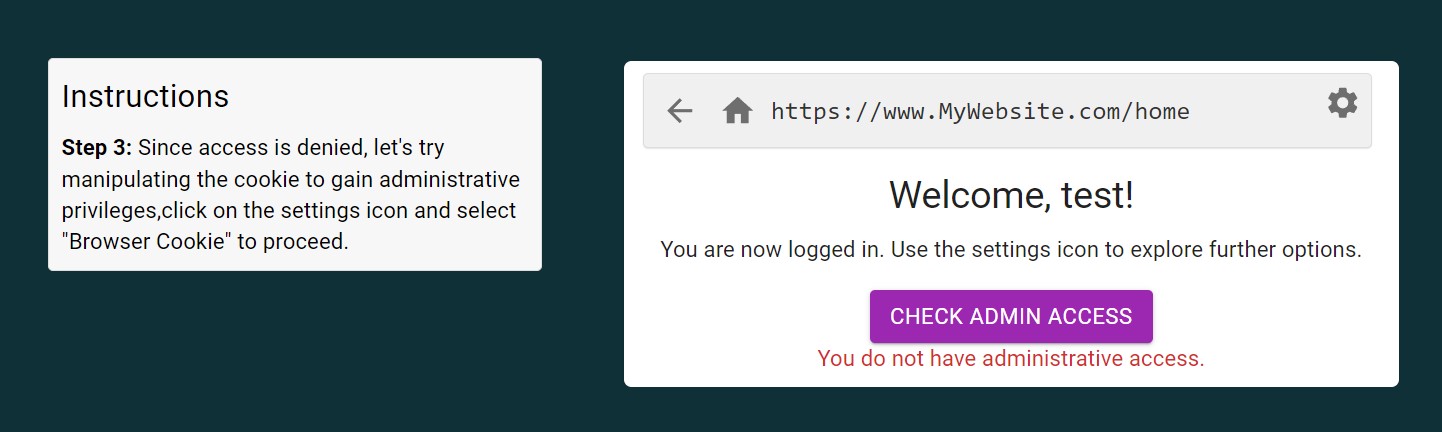 Instructions
Step 3: Since access is denied, let's try
manipulating the cookie to gain administrative
privileges,click on the settings icon and select
"Browser Cookie" to proceed.
https://www.MyWebsite.com/home
Welcome, test!
You are now logged in. Use the settings icon to explore further options.
CHECK ADMIN ACCESS
You do not have administrative access.